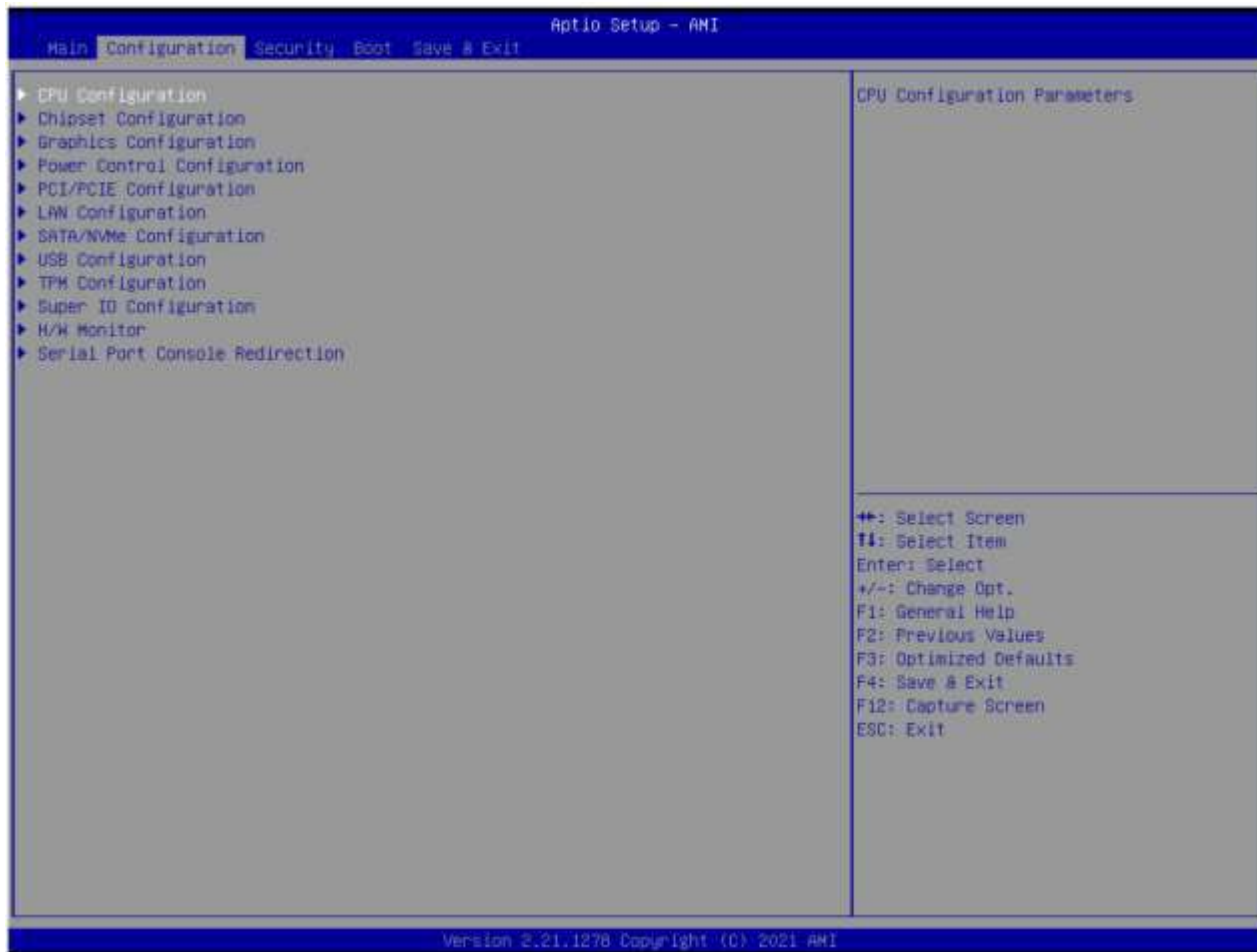 Aptio Setup - AMI
Main Configuration Security Boot Save & Exit
CPU Configuration
Chipset Configuration
Graphics Configuration
Power Control Configuration
PCI/PCIE Configuration
LAN Configuration
SATA/NVMe Configuration
USB Configuration
TPM Configuration
Super IO Configuration
H/W Monitor
Serial Port Console Redirection
CPU Configuration Parameters
→←: Select Screen
↑↓: Select Item
Enter: Select
+/-: Change Opt.
F1: General Help
F2: Previous Values
F3: Optimized Defaults
F4: Save & Exit
F12: Capture Screen
ESC: Exit
Version 2.21.1278 Copyright (C) 2021 AMI